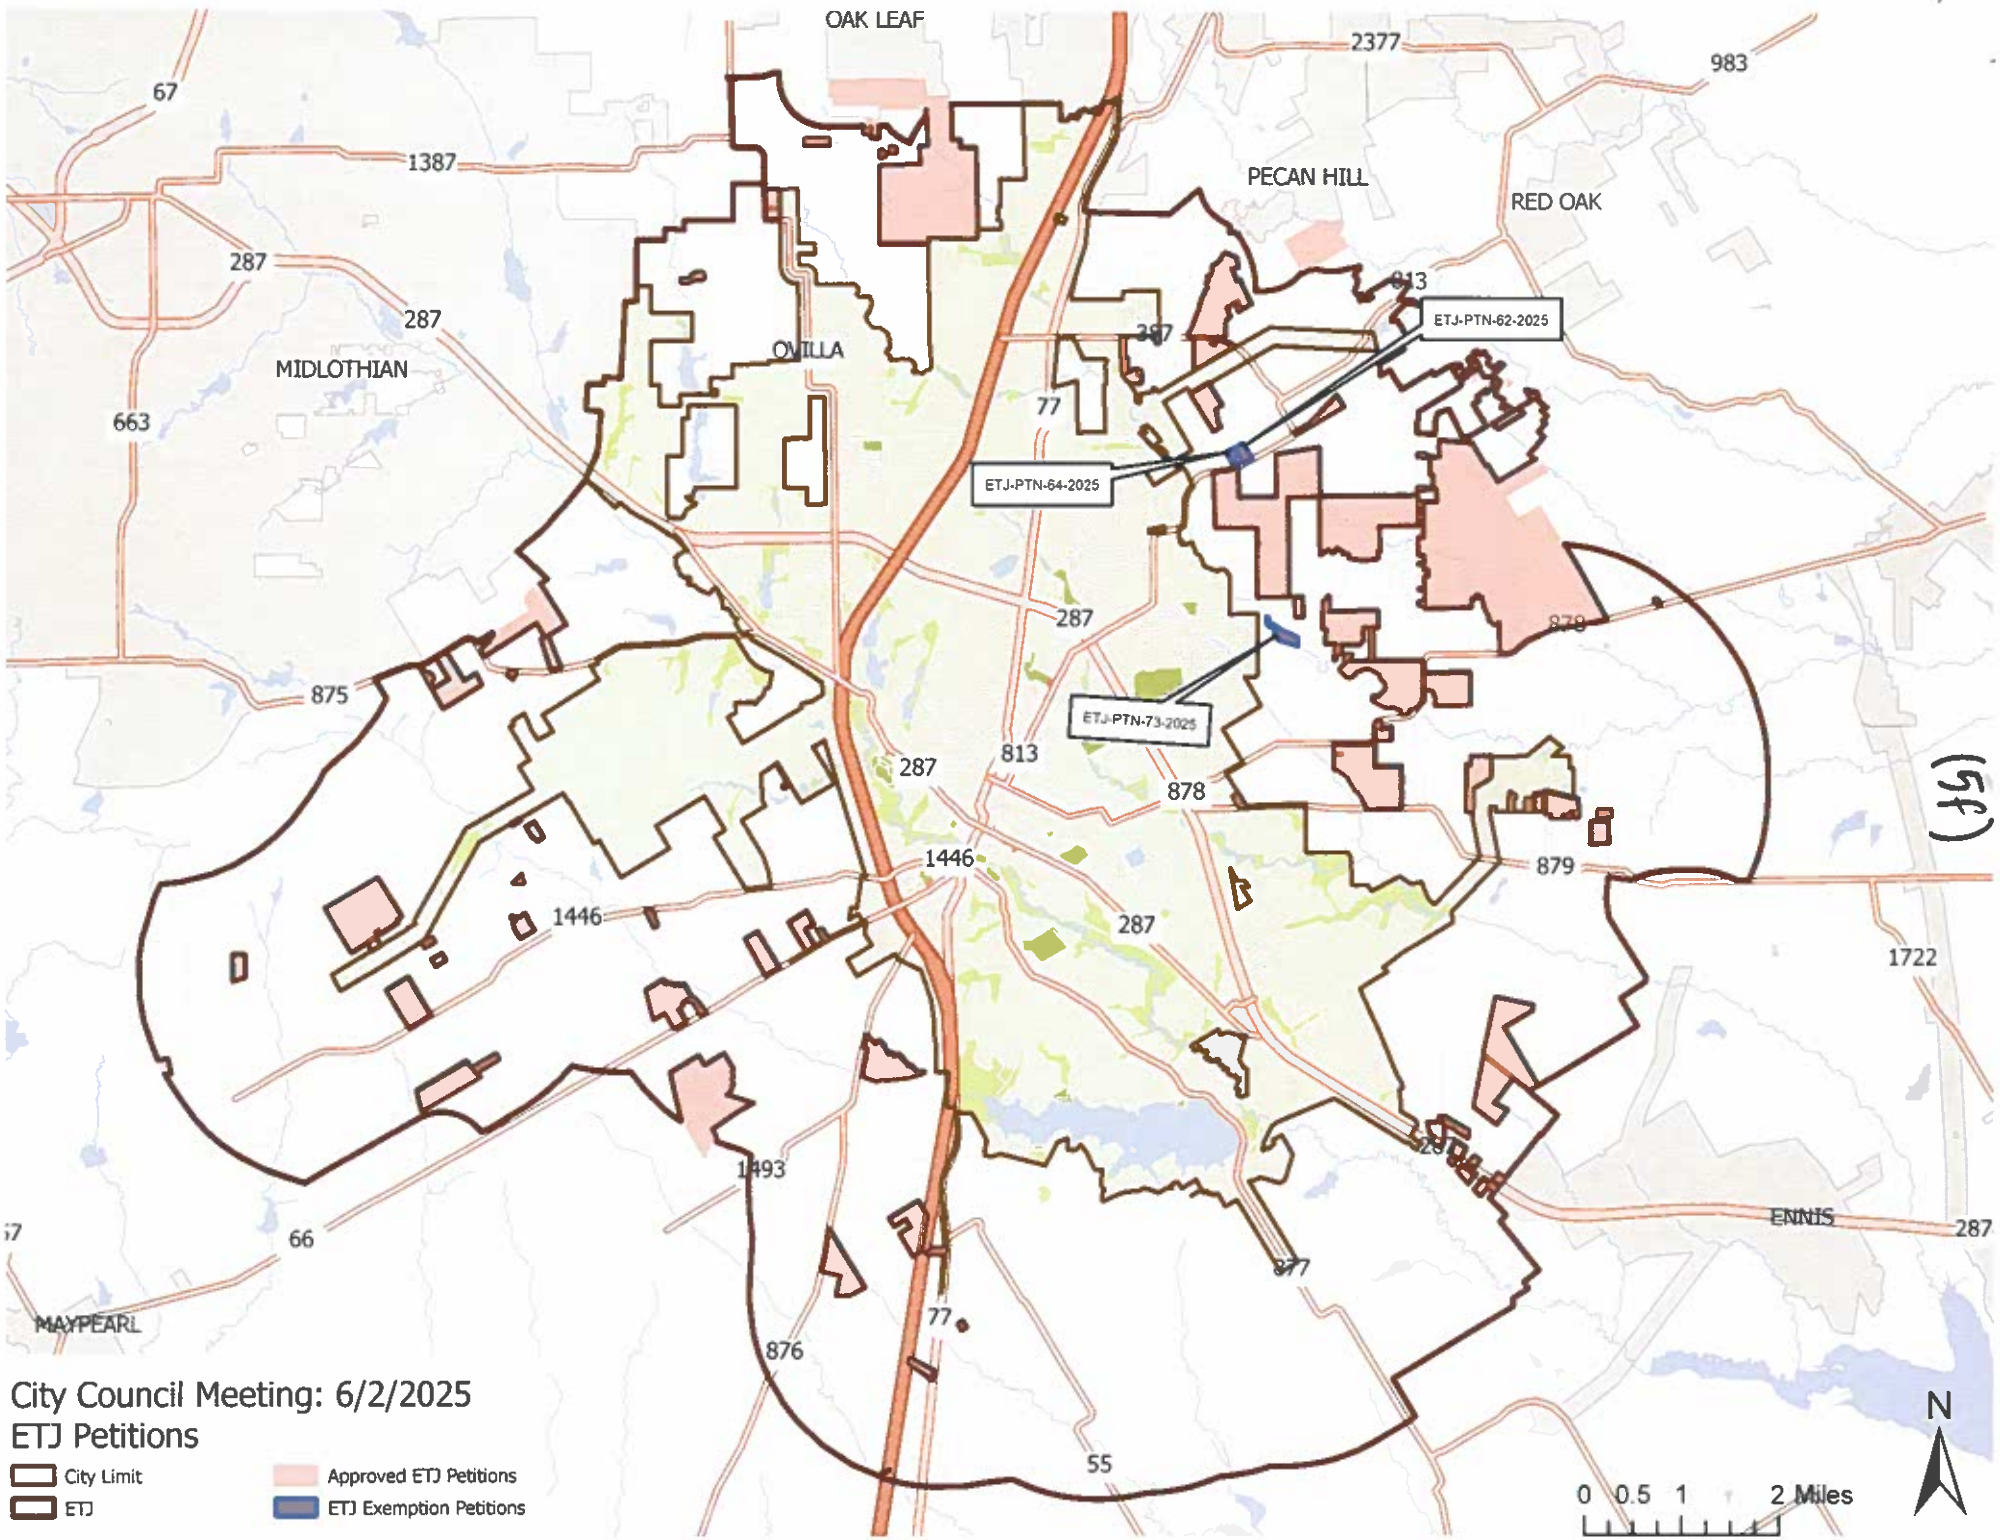 OAK LEAF
2377
983
67
1387
PECAN HILL
RED OAK
287
813
287
ETJ-PTN-62-2025
387
OVILLA
MIDLOTHIAN
77
663
ETJ-PTN-64-2025
287
878
875
ETJ-PTN-73-2025
813
287
878
(5f)
1446
879
1446
287
1722
1493
287
66
ENNIS
287
877
77
MAYPEARL
876
55
City Council Meeting: 6/2/2025
ETJ Petitions
City Limit
Approved ETJ Petitions
ETJ
ETJ Exemption Petitions
N
0 0.5 1 2 Miles